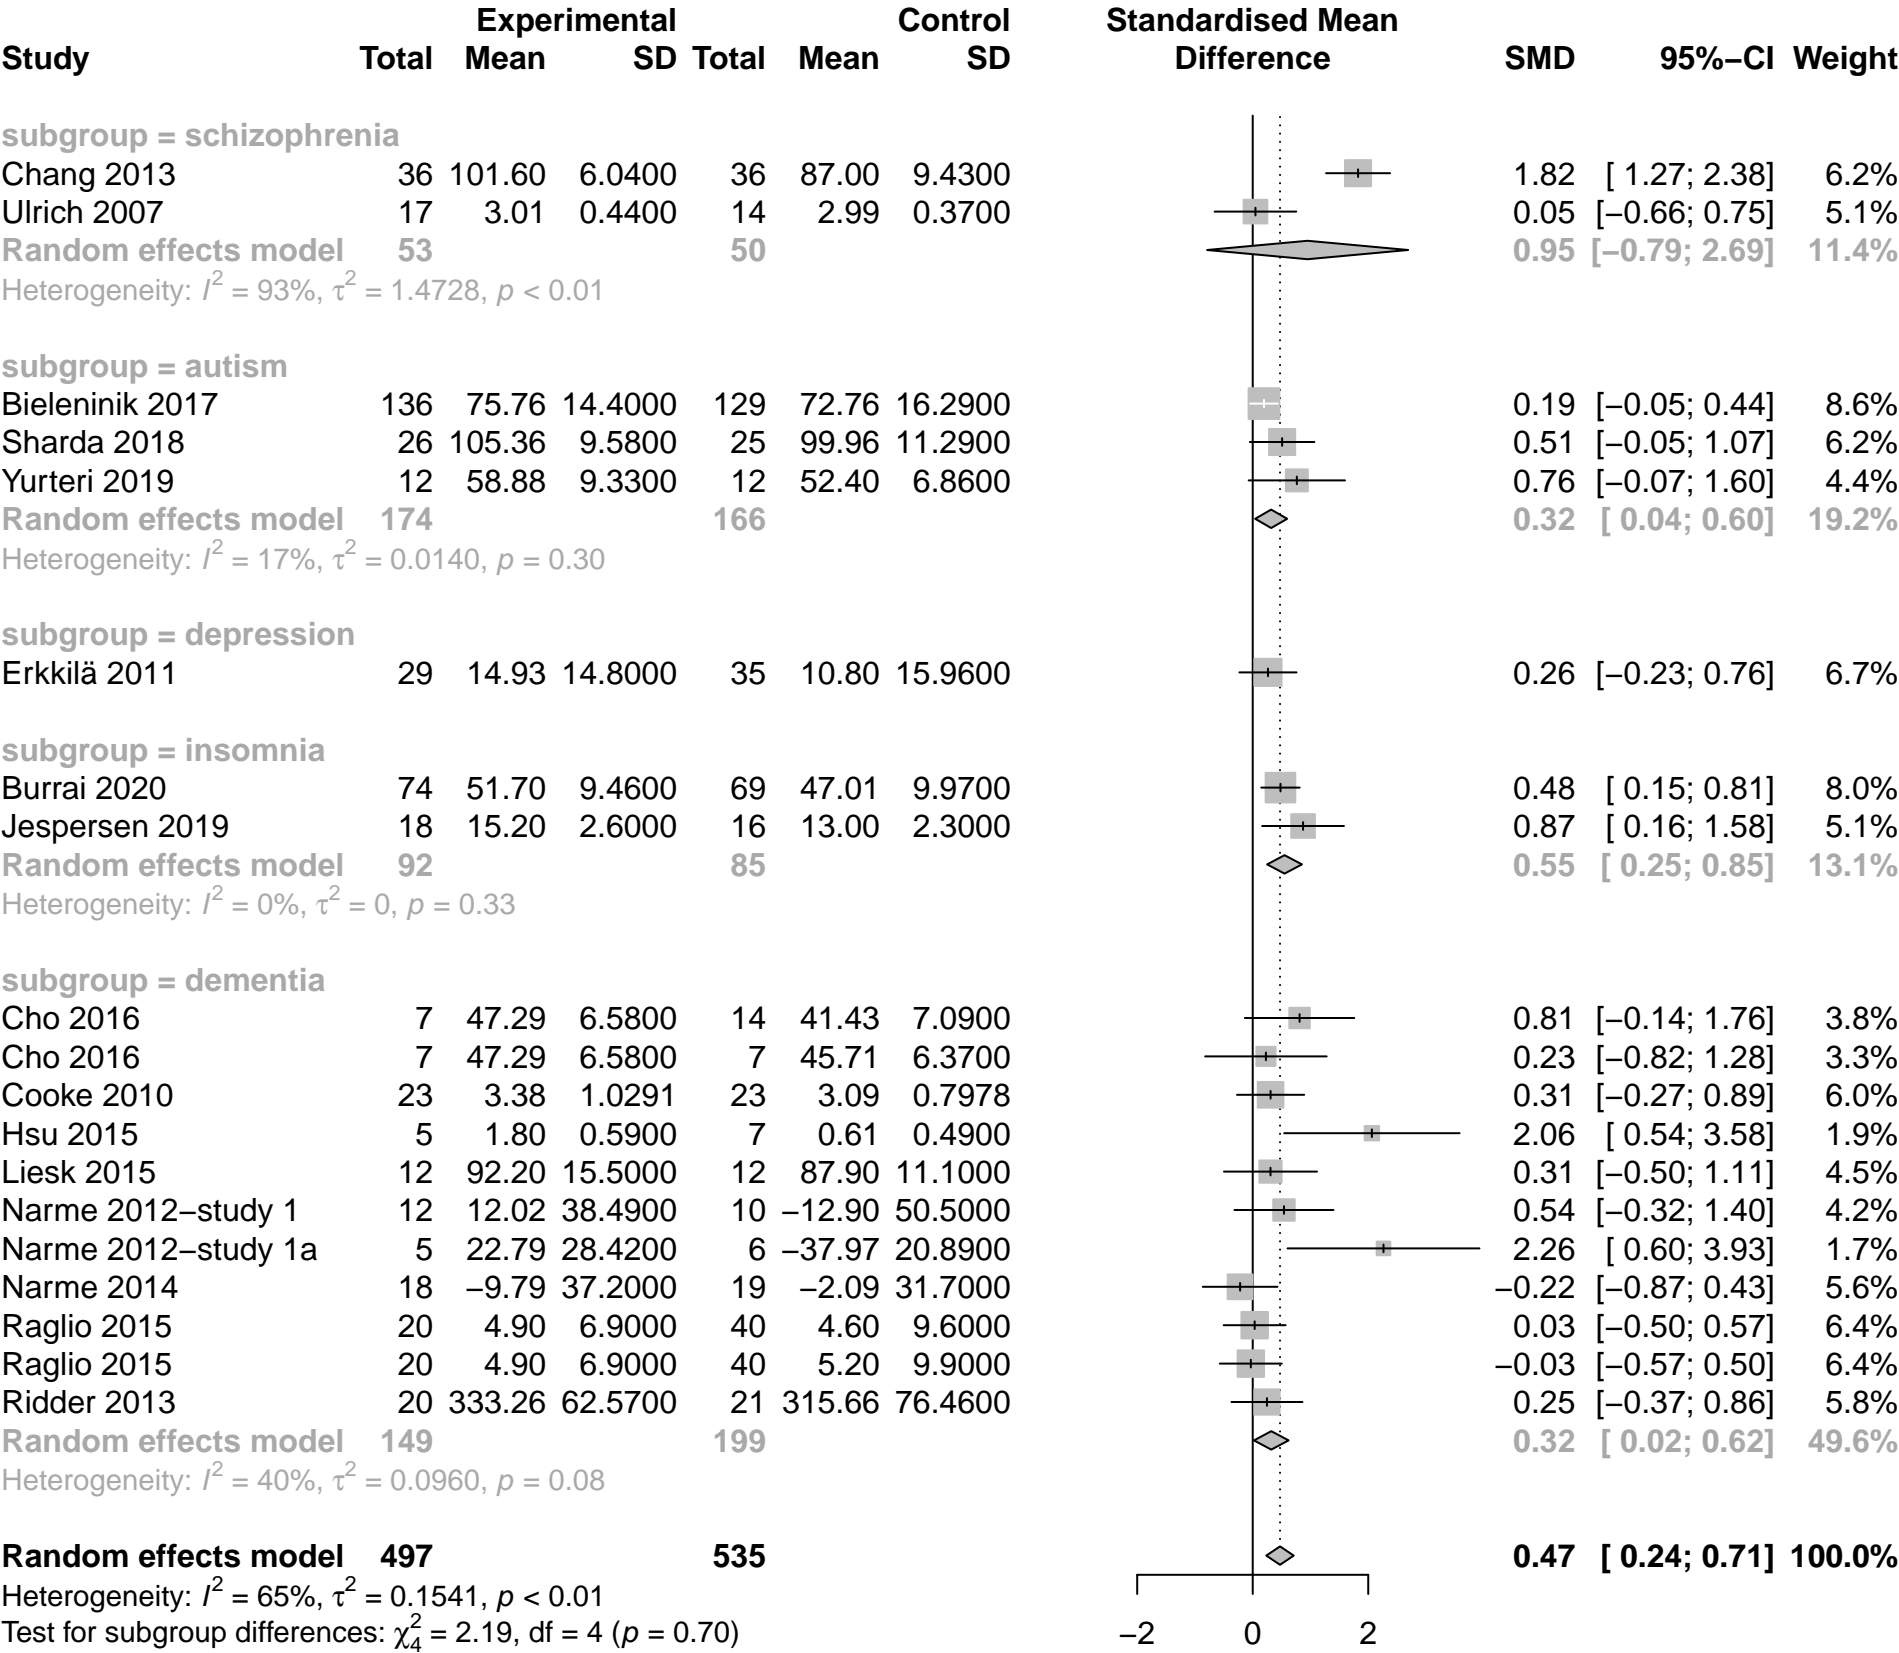 Experimental Control Standardised Mean
Study Total Mean SD Total Mean SD Difference SMD 95%−CI Weight
subgroup = schizophrenia
Chang 2013 36 101.60 6.0400 36 87.00 9.4300 1.82 [ 1.27; 2.38] 6.2%
Ulrich 2007 17 3.01 0.4400 14 2.99 0.3700 0.05 [−0.66; 0.75] 5.1%
Random effects model 53 50 0.95 [−0.79; 2.69] 11.4%
Heterogeneity: I² = 93%, τ² = 1.4728, p < 0.01
subgroup = autism
Bieleninik 2017 136 75.76 14.4000 129 72.76 16.2900 0.19 [−0.05; 0.44] 8.6%
Sharda 2018 26 105.36 9.5800 25 99.96 11.2900 0.51 [−0.05; 1.07] 6.2%
Yurteri 2019 12 58.88 9.3300 12 52.40 6.8600 0.76 [−0.07; 1.60] 4.4%
Random effects model 174 166 0.32 [ 0.04; 0.60] 19.2%
Heterogeneity: I² = 17%, τ² = 0.0140, p = 0.30
subgroup = depression
Erkkilä 2011 29 14.93 14.8000 35 10.80 15.9600 0.26 [−0.23; 0.76] 6.7%
subgroup = insomnia
Burrai 2020 74 51.70 9.4600 69 47.01 9.9700 0.48 [ 0.15; 0.81] 8.0%
Jespersen 2019 18 15.20 2.6000 16 13.00 2.3000 0.87 [ 0.16; 1.58] 5.1%
Random effects model 92 85 0.55 [ 0.25; 0.85] 13.1%
Heterogeneity: I² = 0%, τ² = 0, p = 0.33
subgroup = dementia
Cho 2016 7 47.29 6.5800 14 41.43 7.0900 0.81 [−0.14; 1.76] 3.8%
Cho 2016 7 47.29 6.5800 7 45.71 6.3700 0.23 [−0.82; 1.28] 3.3%
Cooke 2010 23 3.38 1.0291 23 3.09 0.7978 0.31 [−0.27; 0.89] 6.0%
Hsu 2015 5 1.80 0.5900 7 0.61 0.4900 2.06 [ 0.54; 3.58] 1.9%
Liesk 2015 12 92.20 15.5000 12 87.90 11.1000 0.31 [−0.50; 1.11] 4.5%
Narme 2012−study 1 12 12.02 38.4900 10 −12.90 50.5000 0.54 [−0.32; 1.40] 4.2%
Narme 2012−study 1a 5 22.79 28.4200 6 −37.97 20.8900 2.26 [ 0.60; 3.93] 1.7%
Narme 2014 18 −9.79 37.2000 19 −2.09 31.7000 −0.22 [−0.87; 0.43] 5.6%
Raglio 2015 20 4.90 6.9000 40 4.60 9.6000 0.03 [−0.50; 0.57] 6.4%
Raglio 2015 20 4.90 6.9000 40 5.20 9.9000 −0.03 [−0.57; 0.50] 6.4%
Ridder 2013 20 333.26 62.5700 21 315.66 76.4600 0.25 [−0.37; 0.86] 5.8%
Random effects model 149 199 0.32 [ 0.02; 0.62] 49.6%
Heterogeneity: I² = 40%, τ² = 0.0960, p = 0.08
Random effects model 497 535 0.47 [ 0.24; 0.71] 100.0%
Heterogeneity: I² = 65%, τ² = 0.1541, p < 0.01
Test for subgroup differences: χ²₄ = 2.19, df = 4 (p = 0.70) −2 0 2